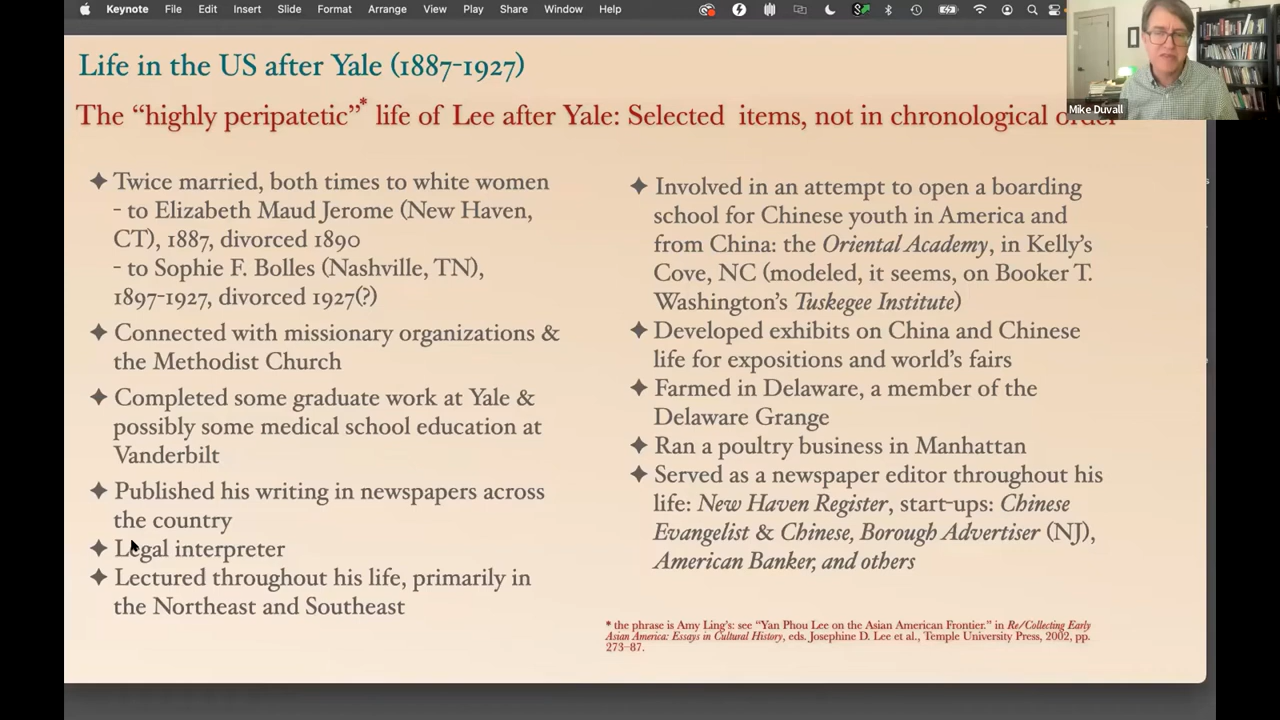 Keynote File Edit Insert Slide Format Arrange View Play Share Window Help
Life in the US after Yale (1887-1927)
The “highly peripatetic”* life of Lee after Yale: Selected items, not in chronological order
Mike Duvall
✦ Twice married, both times to white women
- to Elizabeth Maud Jerome (New Haven,
CT), 1887, divorced 1890
- to Sophie F. Bolles (Nashville, TN),
1897-1927, divorced 1927(?)
✦ Connected with missionary organizations &
the Methodist Church
✦ Completed some graduate work at Yale &
possibly some medical school education at
Vanderbilt
✦ Published his writing in newspapers across
the country
✦ Legal interpreter
✦ Lectured throughout his life, primarily in
the Northeast and Southeast
✦ Involved in an attempt to open a boarding
school for Chinese youth in America and
from China: the Oriental Academy, in Kelly’s
Cove, NC (modeled, it seems, on Booker T.
Washington’s Tuskegee Institute)
✦ Developed exhibits on China and Chinese
life for expositions and world’s fairs
✦ Farmed in Delaware, a member of the
Delaware Grange
✦ Ran a poultry business in Manhattan
✦ Served as a newspaper editor throughout his
life: New Haven Register, start-ups: Chinese
Evangelist & Chinese, Borough Advertiser (NJ),
American Banker, and others
* the phrase is Amy Ling’s: see “Yan Phou Lee on the Asian American Frontier.” in Re/Collecting Early
Asian America: Essays in Cultural History, eds. Josephine D. Lee et al., Temple University Press, 2002, pp.
273–87.